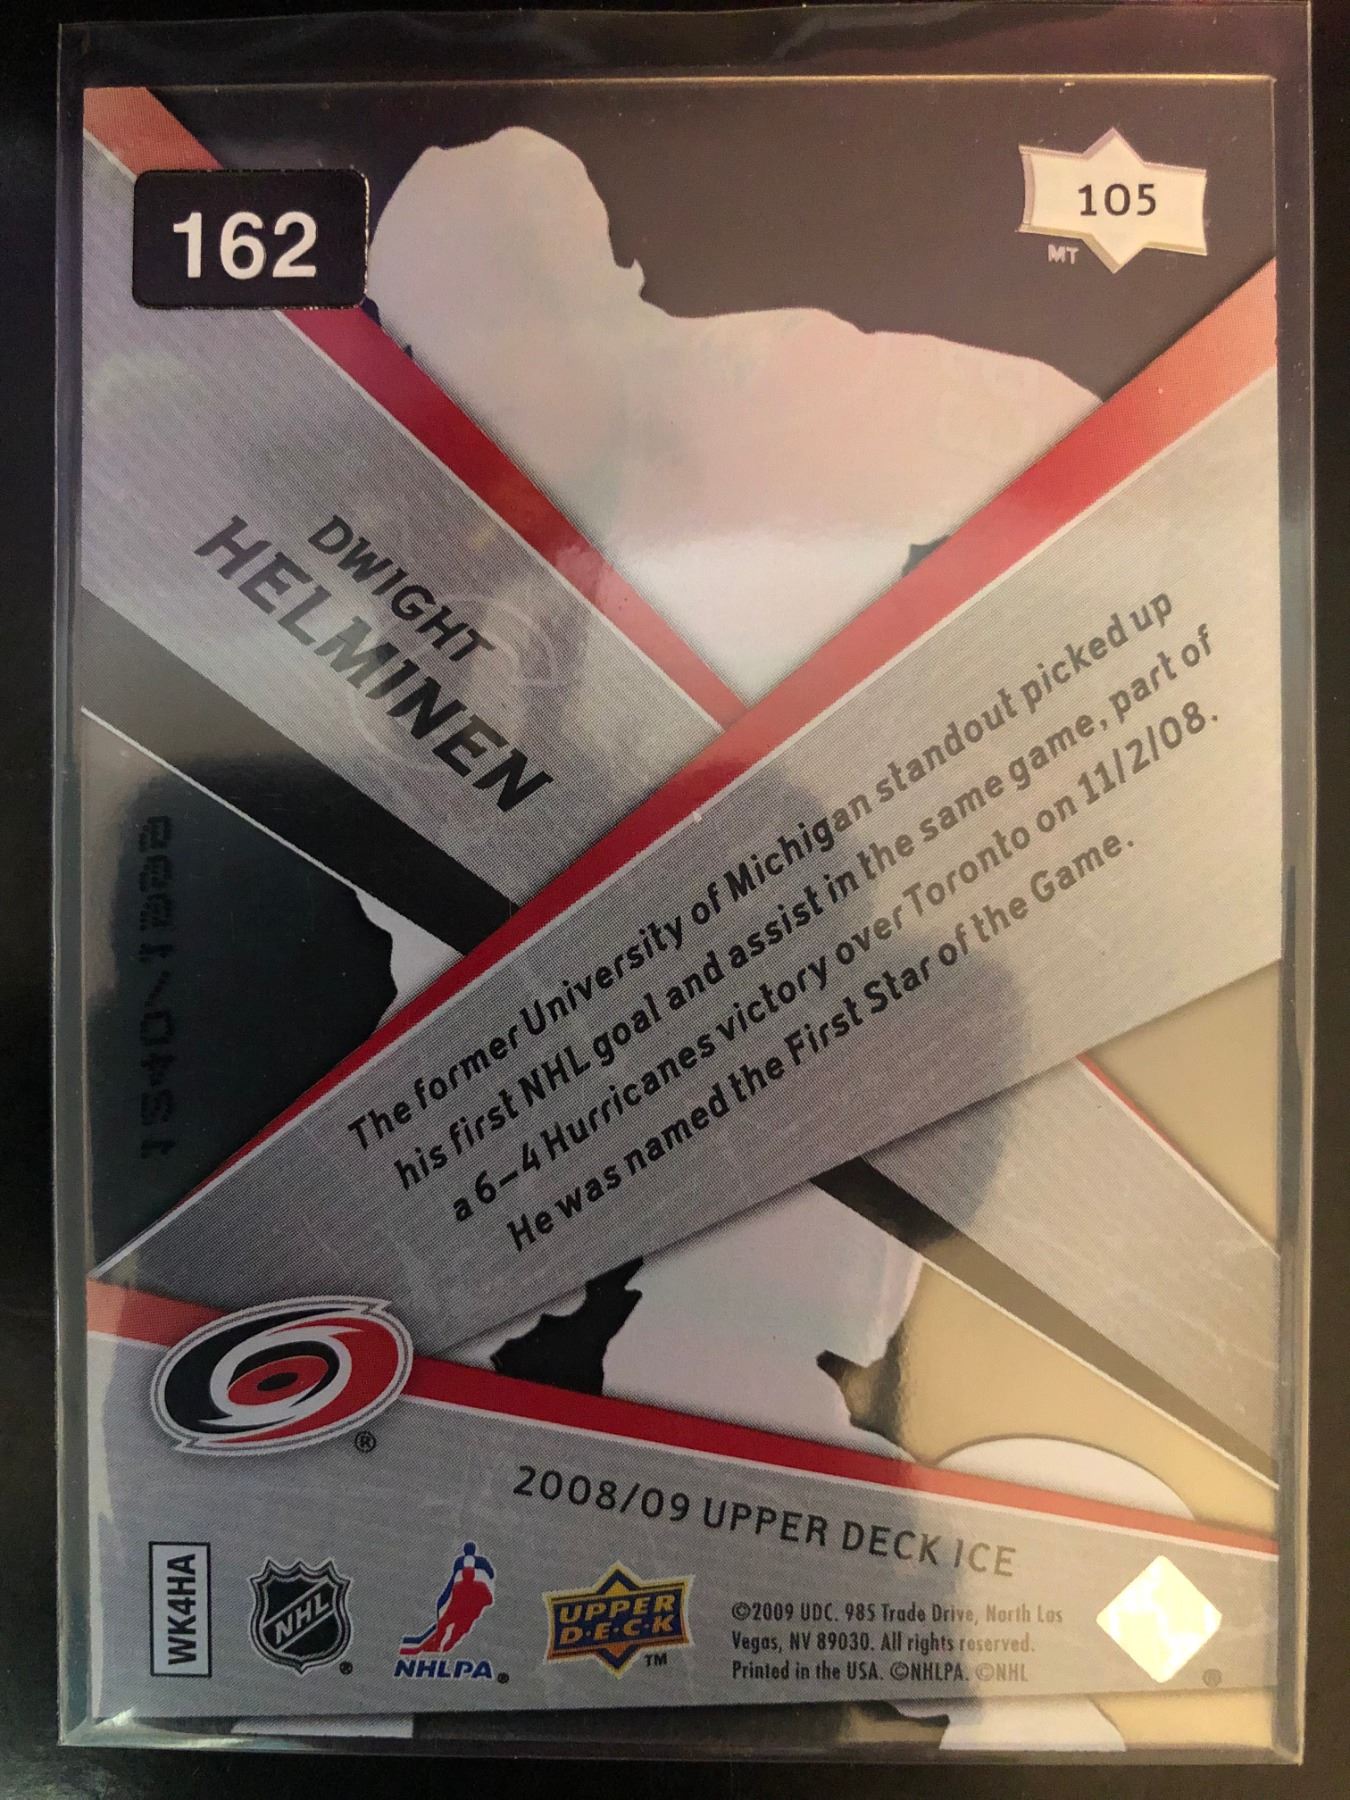 162
105
MT
DWIGHT
HELMINEN
The former University of Michigan standout picked up
his first NHL goal and assist in the same game, part of
a 6–4 Hurricanes victory over Toronto on 11/2/08.
He was named the First Star of the Game.
®
2008/09 UPPER DECK ICE
WK4HA
NHL
®
NHLPA®
UPPER
D·E·C·K
TM
©2009 UDC. 985 Trade Drive, North Las
Vegas, NV 89030. All rights reserved.
Printed in the USA. ©NHLPA. ©NHL
®